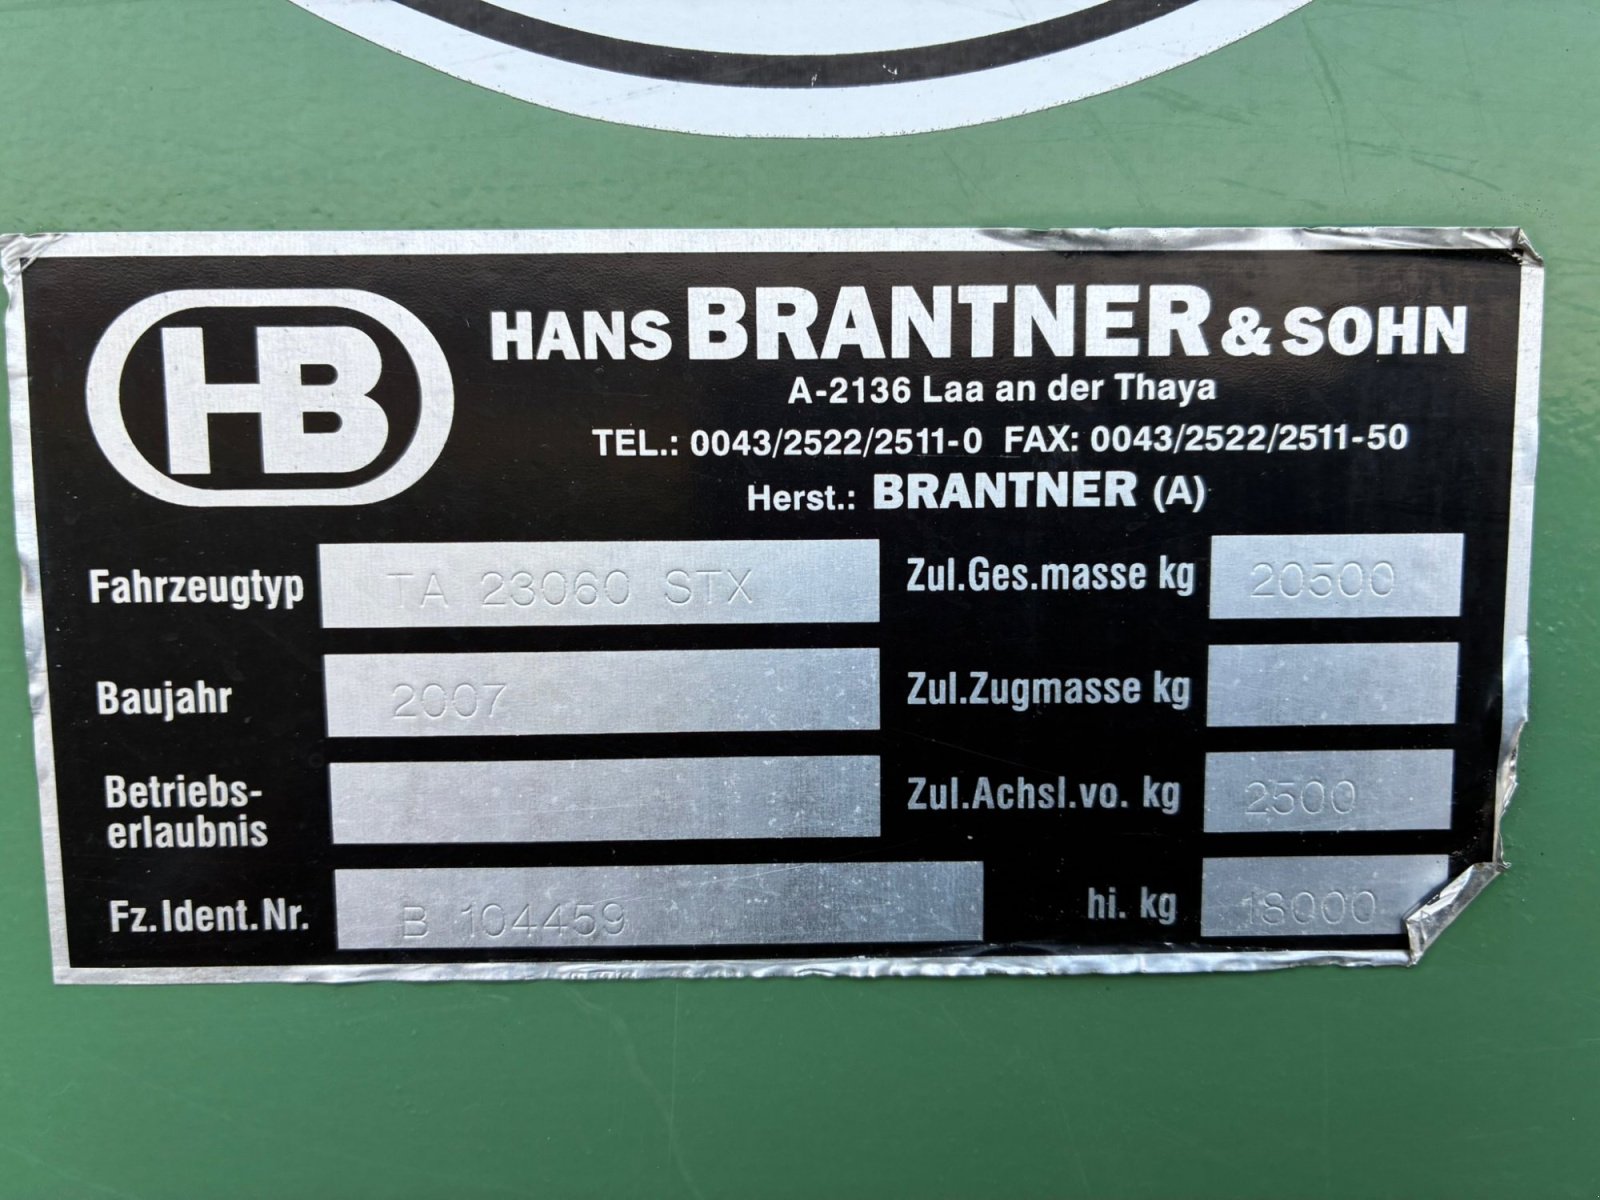 HB
HANS BRANTNER & SOHN
A-2136 Laa an der Thaya
TEL.: 0043/2522/2511-0 FAX: 0043/2522/2511-50
Herst.: BRANTNER (A)
Fahrzeugtyp TA 23060 STX
Zul.Ges.masse kg 20500
Baujahr 2007
Zul.Zugmasse kg
Betriebs-
erlaubnis
Zul.Achsl.vo. kg 2500
Fz.Ident.Nr. B 104459
hi. kg 18000